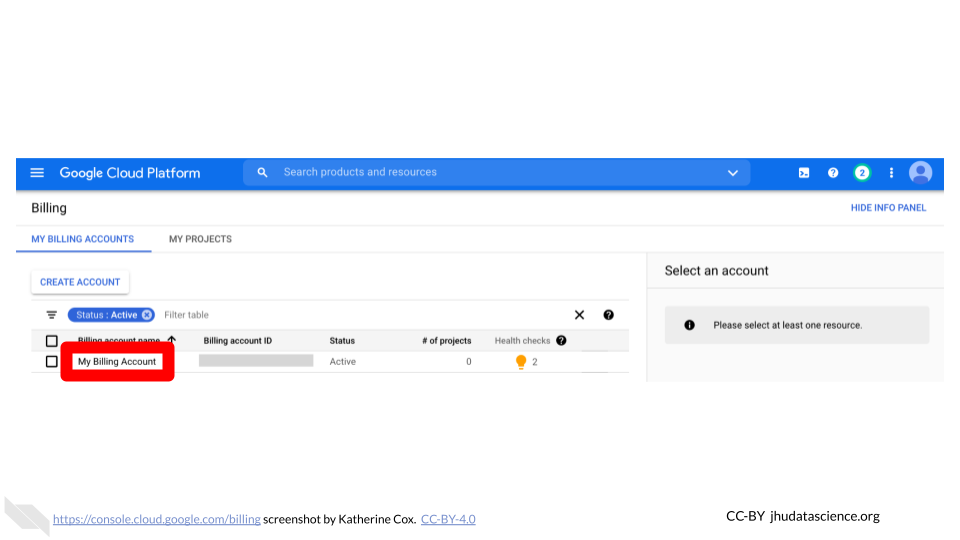 Google Cloud Platform Search products and resources 2
Billing HIDE INFO PANEL
MY BILLING ACCOUNTS MY PROJECTS
Select an account
CREATE ACCOUNT
Status : Active Filter table
Please select at least one resource.
Billing account name Billing account ID Status # of projects Health checks
My Billing Account Active 0 2
https://console.cloud.google.com/billing screenshot by Katherine Cox. CC-BY-4.0
CC-BY jhudatascience.org